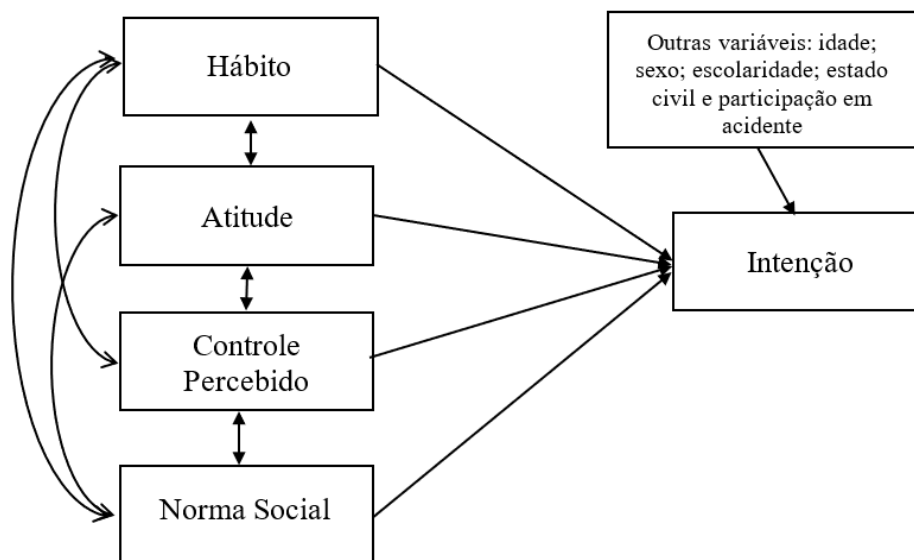 Hábito
Outras variáveis: idade;
sexo; escolaridade; estado
civil e participação em
acidente
Atitude
Intenção
Controle
Percebido
Norma Social